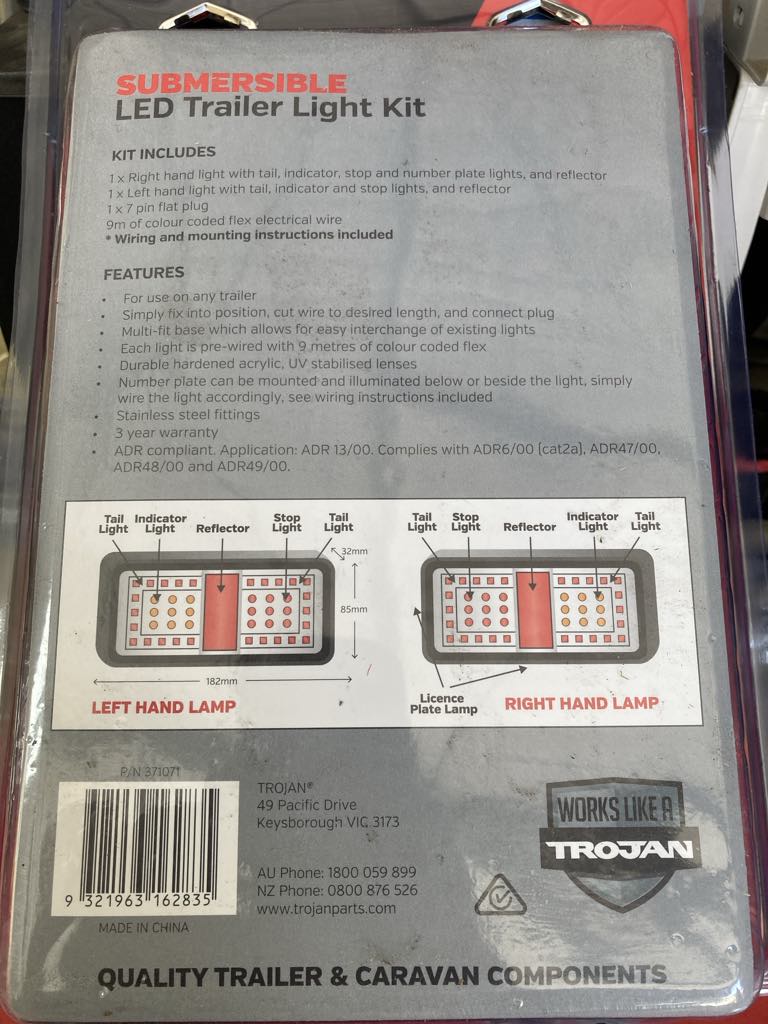 SUBMERSIBLE
LED Trailer Light Kit
KIT INCLUDES
1 x Right hand light with tail, indicator, stop and number plate lights, and reflector
1 x Left hand light with tail, indicator and stop lights, and reflector
1 x 7 pin flat plug
9m of colour coded flex electrical wire
* Wiring and mounting instructions included
FEATURES
• For use on any trailer
• Simply fix into position, cut wire to desired length, and connect plug
• Multi-fit base which allows for easy interchange of existing lights
• Each light is pre-wired with 9 metres of colour coded flex
• Durable hardened acrylic, UV stabilised lenses
• Number plate can be mounted and illuminated below or beside the light, simply
wire the light accordingly, see wiring instructions included
• Stainless steel fittings
• 3 year warranty
• ADR compliant. Application: ADR 13/00. Complies with ADR6/00 (cat2a), ADR47/00,
ADR48/00 and ADR49/00.
Tail Light
Indicator Light
Reflector
Stop Light
Tail Light
32mm
85mm
182mm
LEFT HAND LAMP
Tail Light
Stop Light
Reflector
Indicator Light
Tail Light
Licence
Plate Lamp
RIGHT HAND LAMP
P/N 371071
9 321963 162835
MADE IN CHINA
TROJAN®
49 Pacific Drive
Keysborough VIC 3173
AU Phone: 1800 059 899
NZ Phone: 0800 876 526
www.trojanparts.com
WORKS LIKE A
TROJAN
QUALITY TRAILER & CARAVAN COMPONENTS